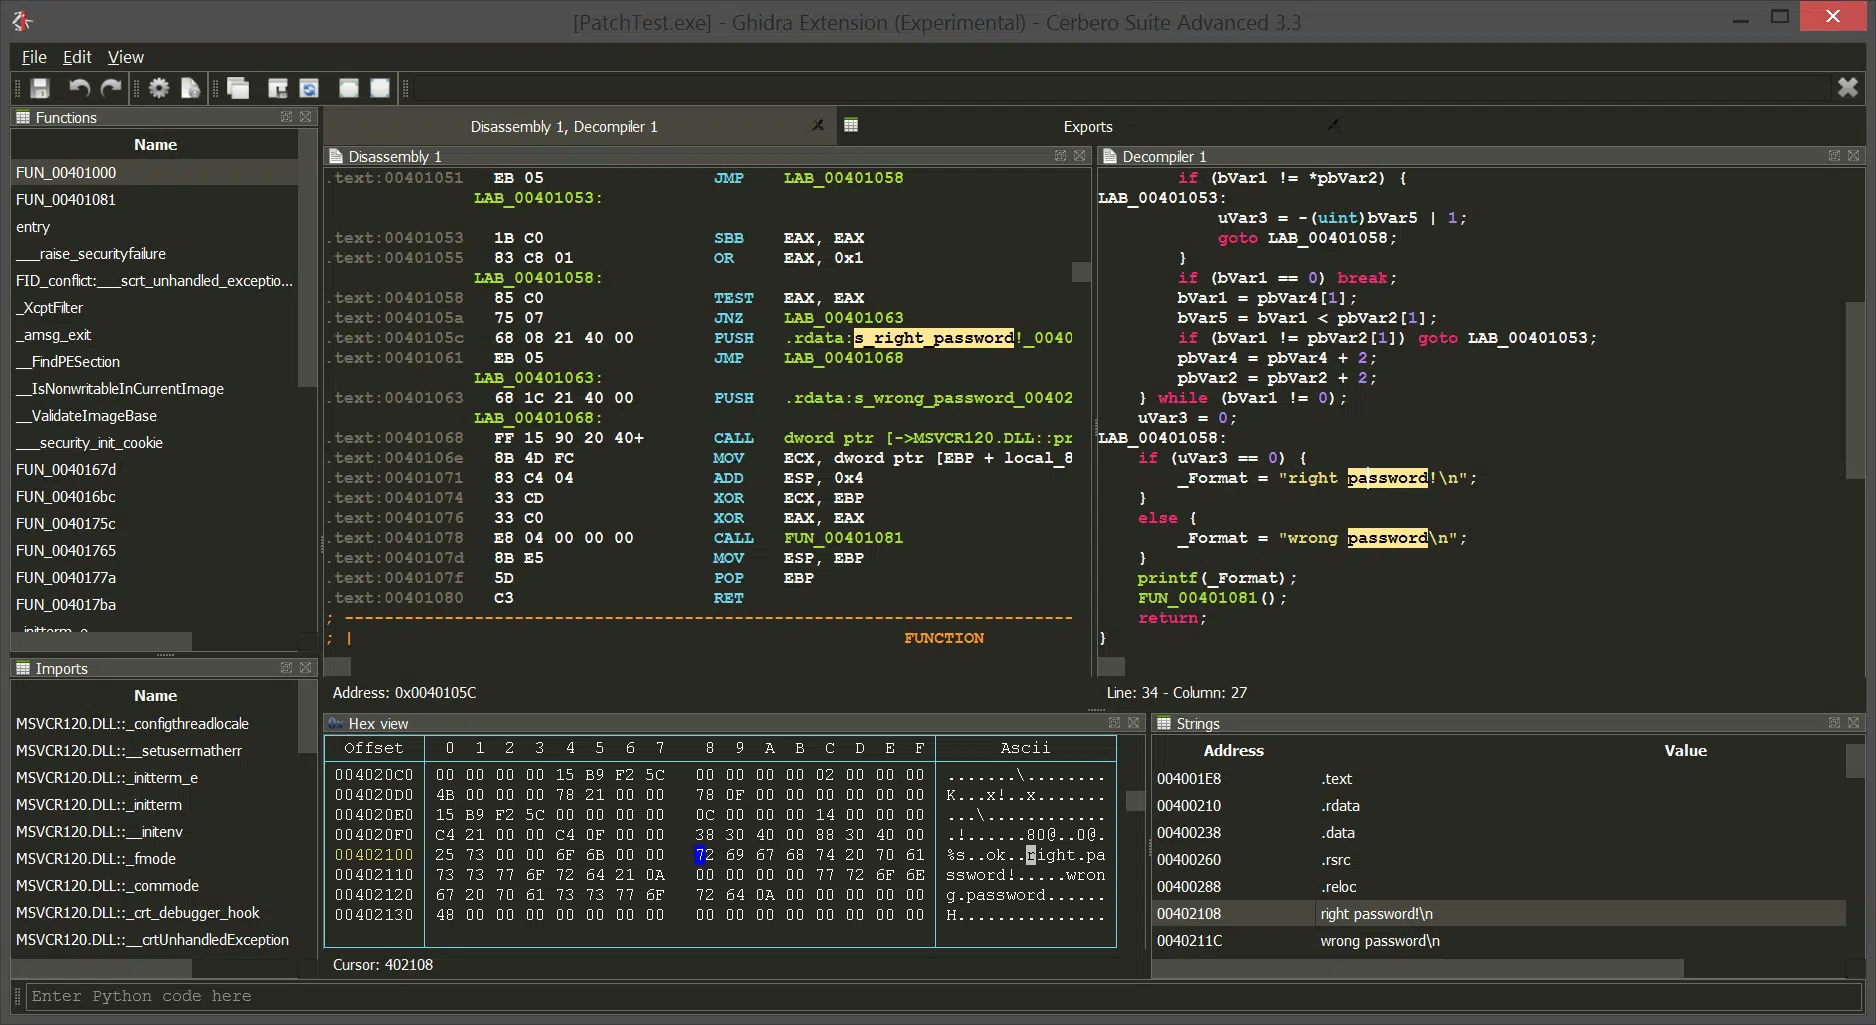 [PatchTest.exe] - Ghidra Extension (Experimental) - Cerbero Suite Advanced 3.3
File Edit View
Functions
Name
FUN_00401000
FUN_00401081
entry
___raise_securityfailure
FID_conflict:___scrt_unhandled_exceptio...
_XcptFilter
_amsg_exit
__FindPESection
__IsNonwritableInCurrentImage
__ValidateImageBase
___security_init_cookie
FUN_0040167d
FUN_004016bc
FUN_0040175c
FUN_00401765
FUN_0040177a
FUN_004017ba
_initterm_e
Imports
Name
MSVCR120.DLL::_configthreadlocale
MSVCR120.DLL::__setusermatherr
MSVCR120.DLL::_initterm_e
MSVCR120.DLL::_initterm
MSVCR120.DLL::__initenv
MSVCR120.DLL::_fmode
MSVCR120.DLL::_commode
MSVCR120.DLL::_crt_debugger_hook
MSVCR120.DLL::__crtUnhandledException
Disassembly 1, Decompiler 1
Exports
Disassembly 1
.text:00401051 EB 05 JMP LAB_00401058
LAB_00401053:
.text:00401053 1B C0 SBB EAX, EAX
.text:00401055 83 C8 01 OR EAX, 0x1
LAB_00401058:
.text:00401058 85 C0 TEST EAX, EAX
.text:0040105a 75 07 JNZ LAB_00401063
.text:0040105c 68 08 21 40 00 PUSH .rdata:s_right_password!_0040
.text:00401061 EB 05 JMP LAB_00401068
LAB_00401063:
.text:00401063 68 1C 21 40 00 PUSH .rdata:s_wrong_password_00402
LAB_00401068:
.text:00401068 FF 15 90 20 40+ CALL dword ptr [->MSVCR120.DLL::pr
.text:0040106e 8B 4D FC MOV ECX, dword ptr [EBP + local_8
.text:00401071 83 C4 04 ADD ESP, 0x4
.text:00401074 33 CD XOR ECX, EBP
.text:00401076 33 C0 XOR EAX, EAX
.text:00401078 E8 04 00 00 00 CALL FUN_00401081
.text:0040107d 8B E5 MOV ESP, EBP
.text:0040107f 5D POP EBP
.text:00401080 C3 RET
; -------------------------------------------------------------------------
; | FUNCTION
Address: 0x0040105C
Decompiler 1
if (bVar1 != *pbVar2) {
LAB_00401053:
uVar3 = -(uint)bVar5 | 1;
goto LAB_00401058;
}
if (bVar1 == 0) break;
bVar1 = pbVar4[1];
bVar5 = bVar1 < pbVar2[1];
if (bVar1 != pbVar2[1]) goto LAB_00401053;
pbVar4 = pbVar4 + 2;
pbVar2 = pbVar2 + 2;
} while (bVar1 != 0);
uVar3 = 0;
LAB_00401058:
if (uVar3 == 0) {
_Format = "right password!\n";
}
else {
_Format = "wrong password\n";
}
printf(_Format);
FUN_00401081();
return;
}
Line: 34 - Column: 27
Hex view
Offset 0 1 2 3 4 5 6 7 8 9 A B C D E F Ascii
004020C0 00 00 00 00 15 B9 F2 5C 00 00 00 00 02 00 00 00 .......\........
004020D0 4B 00 00 00 78 21 00 00 78 0F 00 00 00 00 00 00 K...x!..x.......
004020E0 15 B9 F2 5C 00 00 00 00 0C 00 00 00 14 00 00 00 ...\............
004020F0 C4 21 00 00 C4 0F 00 00 38 30 40 00 88 30 40 00 .!......80@..0@.
00402100 25 73 00 00 6F 6B 00 00 72 69 67 68 74 20 70 61 %s..ok..right.pa
00402110 73 73 77 6F 72 64 21 0A 00 00 00 00 77 72 6F 6E ssword!.....wron
00402120 67 20 70 61 73 73 77 6F 72 64 0A 00 00 00 00 00 g.password......
00402130 48 00 00 00 00 00 00 00 00 00 00 00 00 00 00 00 H...............
Cursor: 402108
Strings
Address Value
004001E8 .text
00400210 .rdata
00400238 .data
00400260 .rsrc
00400288 .reloc
00402108 right password!\n
0040211C wrong password\n
Enter Python code here